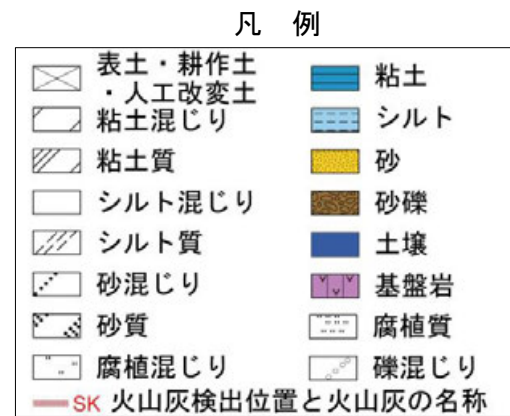 凡 例
表土・耕作土
・人工改変土
粘土混じり
粘土質
シルト混じり
シルト質
砂混じり
砂質
腐植混じり
粘土
シルト
砂
砂礫
土壌
基盤岩
腐植質
礫混じり
SK 火山灰検出位置と火山灰の名称